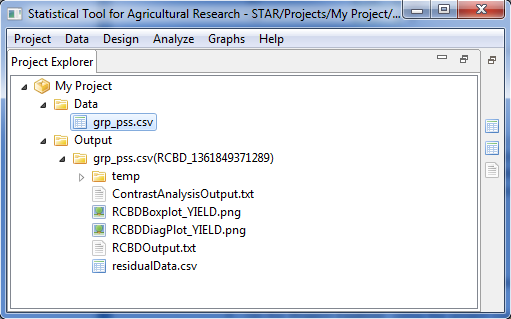 Statistical Tool for Agricultural Research - STAR/Projects/My Project/...
Project Data Design Analyze Graphs Help
Project Explorer
My Project
Data
grp_pss.csv
Output
grp_pss.csv(RCBD_1361849371289)
temp
ContrastAnalysisOutput.txt
RCBDBoxplot_YIELD.png
RCBDDiagPlot_YIELD.png
RCBDOutput.txt
residualData.csv